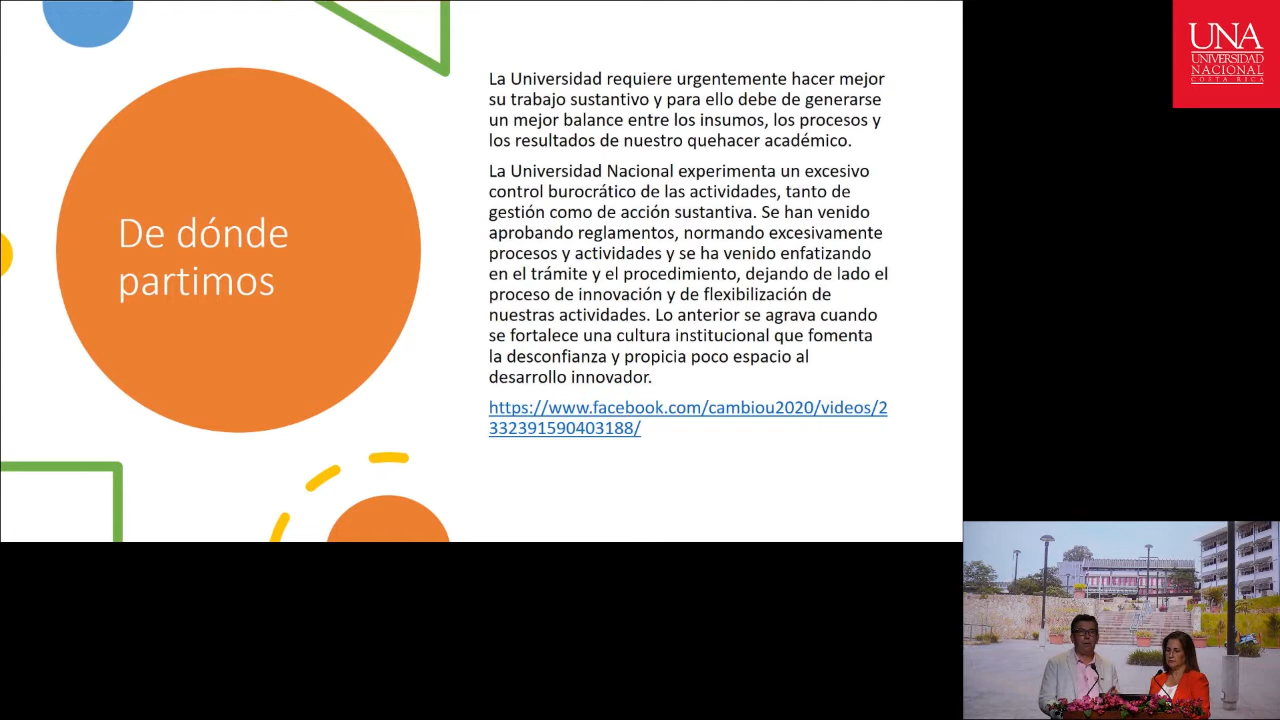 De dónde
partimos
La Universidad requiere urgentemente hacer mejor
su trabajo sustantivo y para ello debe de generarse
un mejor balance entre los insumos, los procesos y
los resultados de nuestro quehacer académico.
La Universidad Nacional experimenta un excesivo
control burocrático de las actividades, tanto de
gestión como de acción sustantiva. Se han venido
aprobando reglamentos, normando excesivamente
procesos y actividades y se ha venido enfatizando
en el trámite y el procedimiento, dejando de lado el
proceso de innovación y de flexibilización de
nuestras actividades. Lo anterior se agrava cuando
se fortalece una cultura institucional que fomenta
la desconfianza y propicia poco espacio al
desarrollo innovador.
https://www.facebook.com/cambiou2020/videos/2
332391590403188/
UNA
UNIVERSIDAD
NACIONAL
COSTA RICA